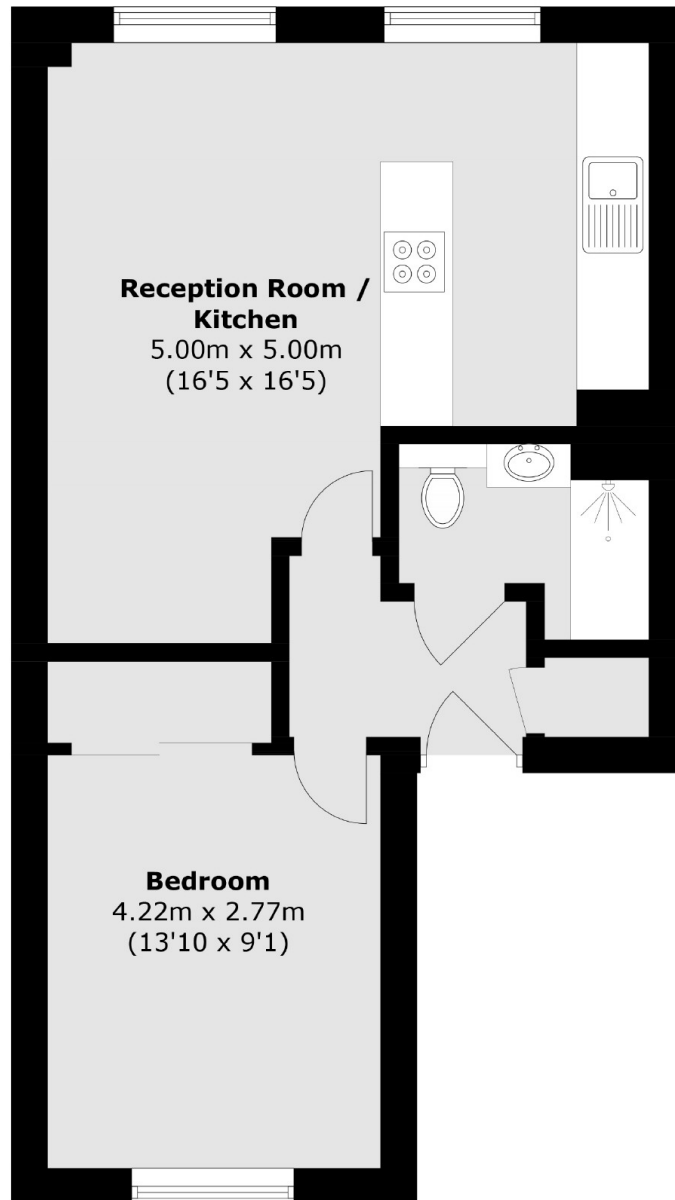 Reception Room /
Kitchen
5.00m x 5.00m
(16'5 x 16'5)
Bedroom
4.22m x 2.77m
(13'10 x 9'1)